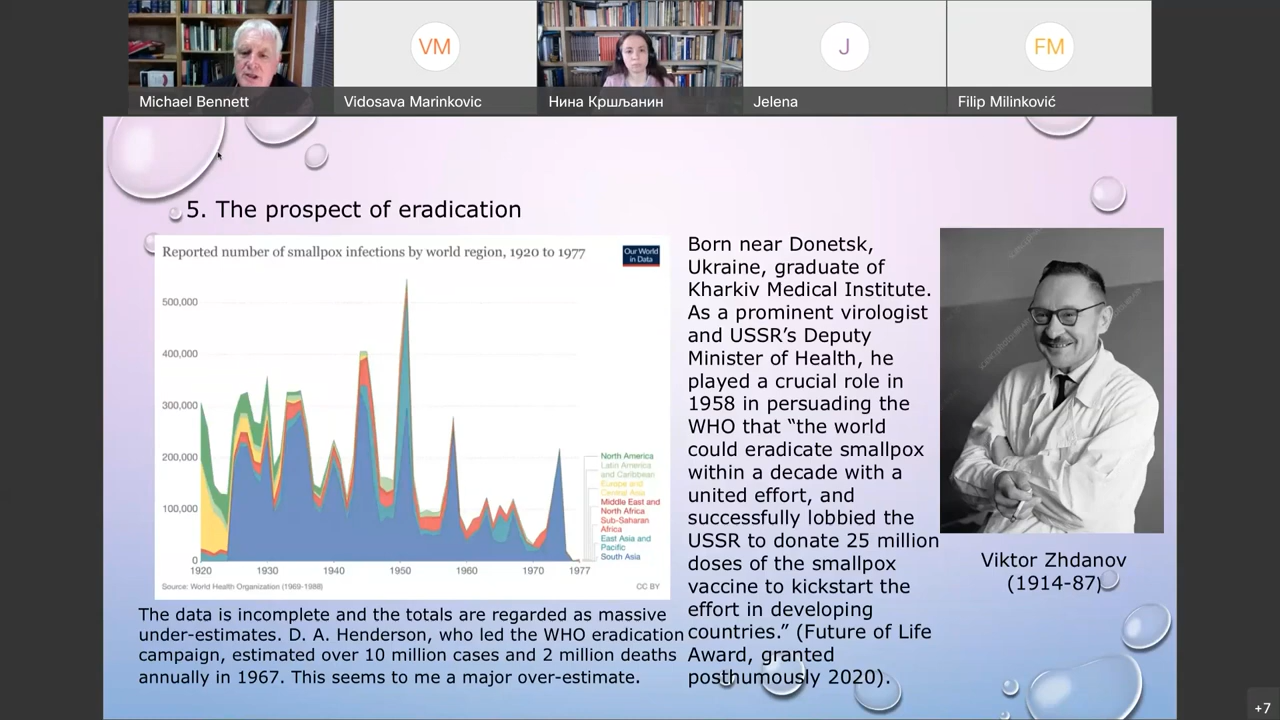 VM
J
FM
Michael Bennett
Vidosava Marinkovic
Нина Кршљанин
Jelena
Filip Milinković
5. The prospect of eradication
Reported number of smallpox infections by world region, 1920 to 1977
Our World
in Data
500,000
400,000
300,000
200,000
100,000
0
1920
1930
1940
1950
1960
1970
1977
North America
Latin America
and Caribbean
Europe and
Central Asia
Middle East and
North Africa
Sub-Saharan
Africa
East Asia and
Pacific
South Asia
Source: World Health Organization (1969-1988)
CC BY
The data is incomplete and the totals are regarded as massive
under-estimates. D. A. Henderson, who led the WHO eradication
campaign, estimated over 10 million cases and 2 million deaths
annually in 1967. This seems to me a major over-estimate.
Born near Donetsk,
Ukraine, graduate of
Kharkiv Medical Institute.
As a prominent virologist
and USSR’s Deputy
Minister of Health, he
played a crucial role in
1958 in persuading the
WHO that “the world
could eradicate smallpox
within a decade with a
united effort, and
successfully lobbied the
USSR to donate 25 million
doses of the smallpox
vaccine to kickstart the
effort in developing
countries.” (Future of Life
Award, granted
posthumously 2020).
Viktor Zhdanov
(1914-87)
+7